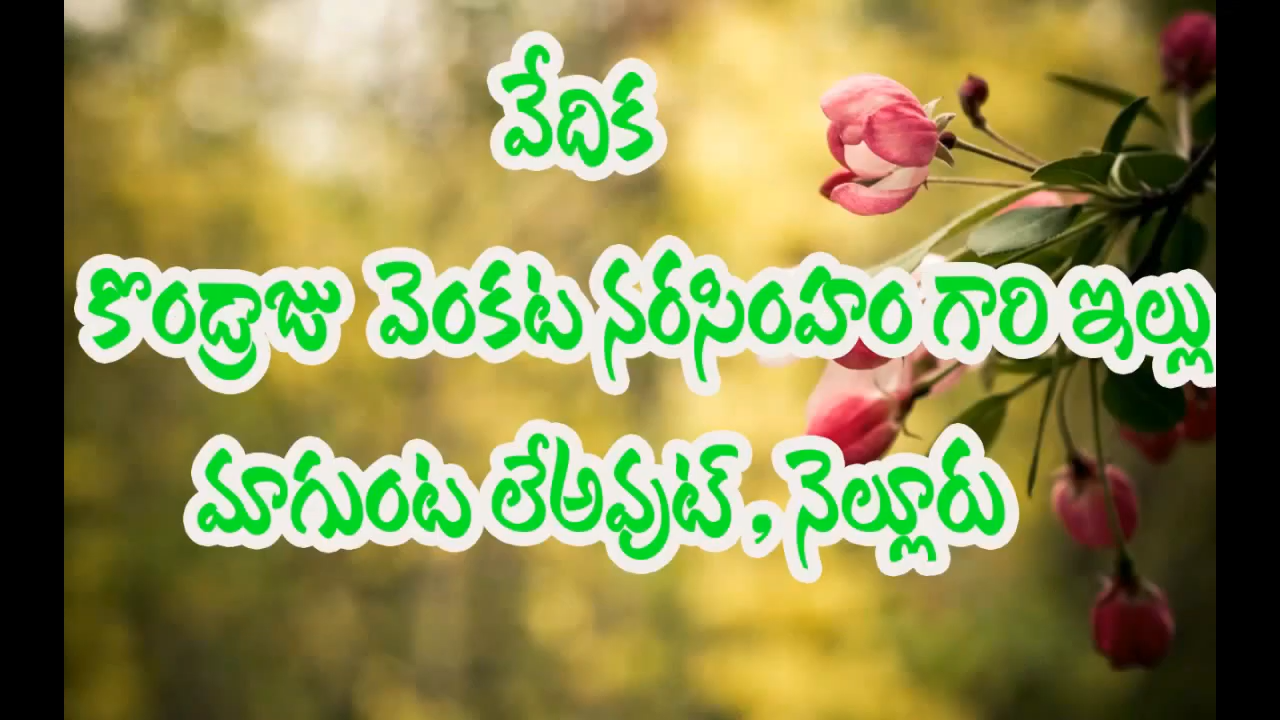 వేదిక
కొండ్రాజు వెంకట నరసింహం గారి ఇల్లు
మాగుంట లేఅవుట్ , నెల్లూరు